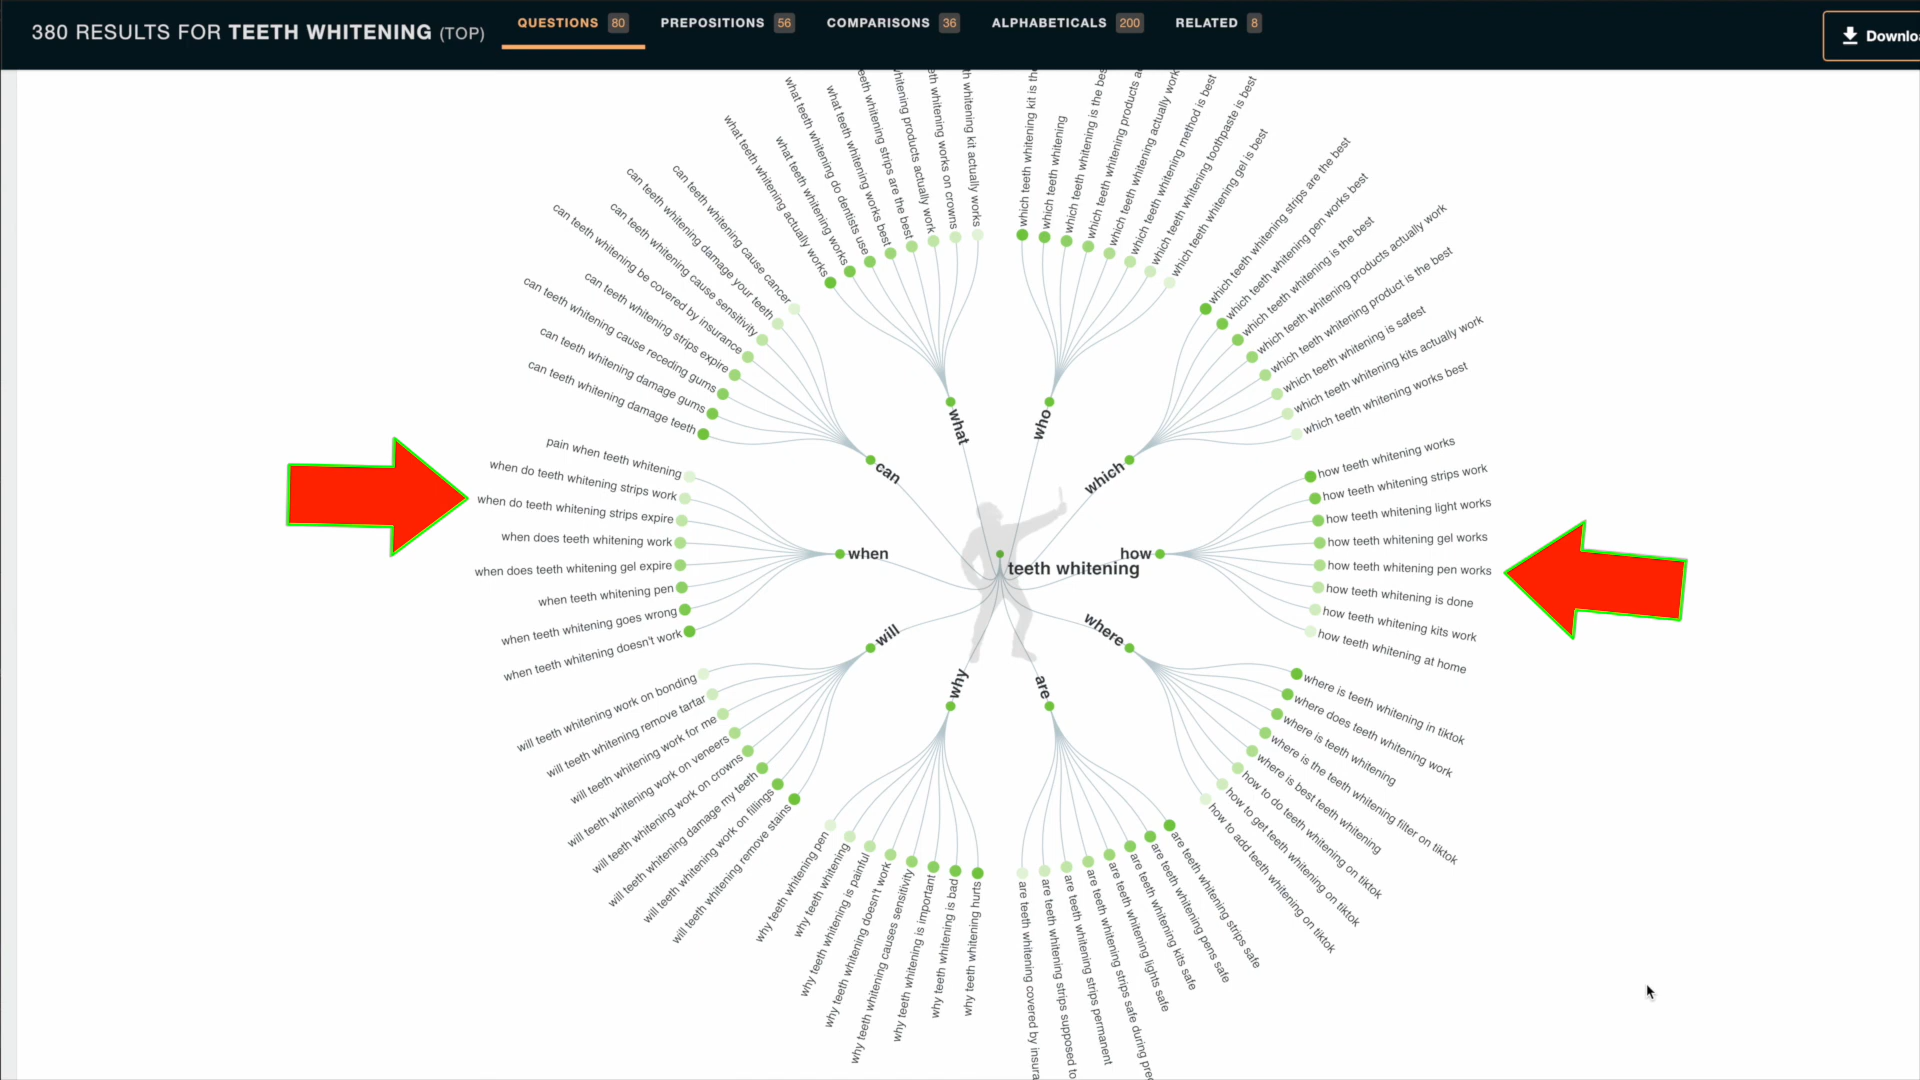 380 RESULTS FOR TEETH WHITENING (TOP)
QUESTIONS 80
PREPOSITIONS 56
COMPARISONS 36
ALPHABETICALS 200
RELATED 8
Downlo
teeth whitening
what
what teeth whitening actually works
what teeth whitening works
what teeth whitening do dentists use
what teeth whitening works best
eeth whitening strips are the best
whitening products actually work
eth whitening works on crowns
th whitening kit actually works
who
which teeth whitening kit is the
which teeth whitening
which teeth whitening is the bes
which teeth whitening products a
which teeth whitening actually work
which teeth whitening method is best
which teeth whitening toothpaste is best
which teeth whitening gel is best
which
which teeth whitening strips are the best
which teeth whitening pen works best
which teeth whitening is the best
which teeth whitening products actually work
which teeth whitening product is the best
which teeth whitening is safest
which teeth whitening kits actually work
which teeth whitening works best
how
how teeth whitening works
how teeth whitening strips work
how teeth whitening light works
how teeth whitening gel works
how teeth whitening pen works
how teeth whitening is done
how teeth whitening kits work
how teeth whitening at home
where
where is teeth whitening in tiktok
where does teeth whitening work
where is teeth whitening
where is the teeth whitening filter on tiktok
where is best teeth whitening
how to do teeth whitening on tiktok
how to get teeth whitening on tiktok
how to add teeth whitening on tiktok
are
are teeth whitening strips safe
are teeth whitening pens safe
are teeth whitening kits safe
are teeth whitening lights safe
are teeth whitening strips safe during preg
are teeth whitening strips permanent
are teeth whitening strips supposed to
are teeth whitening covered by insura
why
why teeth whitening hurts
why teeth whitening is bad
why teeth whitening is important
why teeth whitening causes sensitivity
why teeth whitening doesn't work
why teeth whitening is painful
why teeth whitening
why teeth whitening pen
will
will teeth whitening remove stains
will teeth whitening work on fillings
will teeth whitening damage my teeth
will teeth whitening work on crowns
will teeth whitening work on veneers
will teeth whitening work for me
will teeth whitening remove tartar
will teeth whitening work on bonding
when
when teeth whitening doesn't work
when teeth whitening goes wrong
when teeth whitening pen
when does teeth whitening gel expire
when does teeth whitening work
when do teeth whitening strips expire
when do teeth whitening strips work
pain when teeth whitening
can
can teeth whitening damage teeth
can teeth whitening damage gums
can teeth whitening cause receding gums
can teeth whitening strips expire
can teeth whitening be covered by insurance
can teeth whitening cause sensitivity
can teeth whitening damage your teeth
can teeth whitening cause cancer